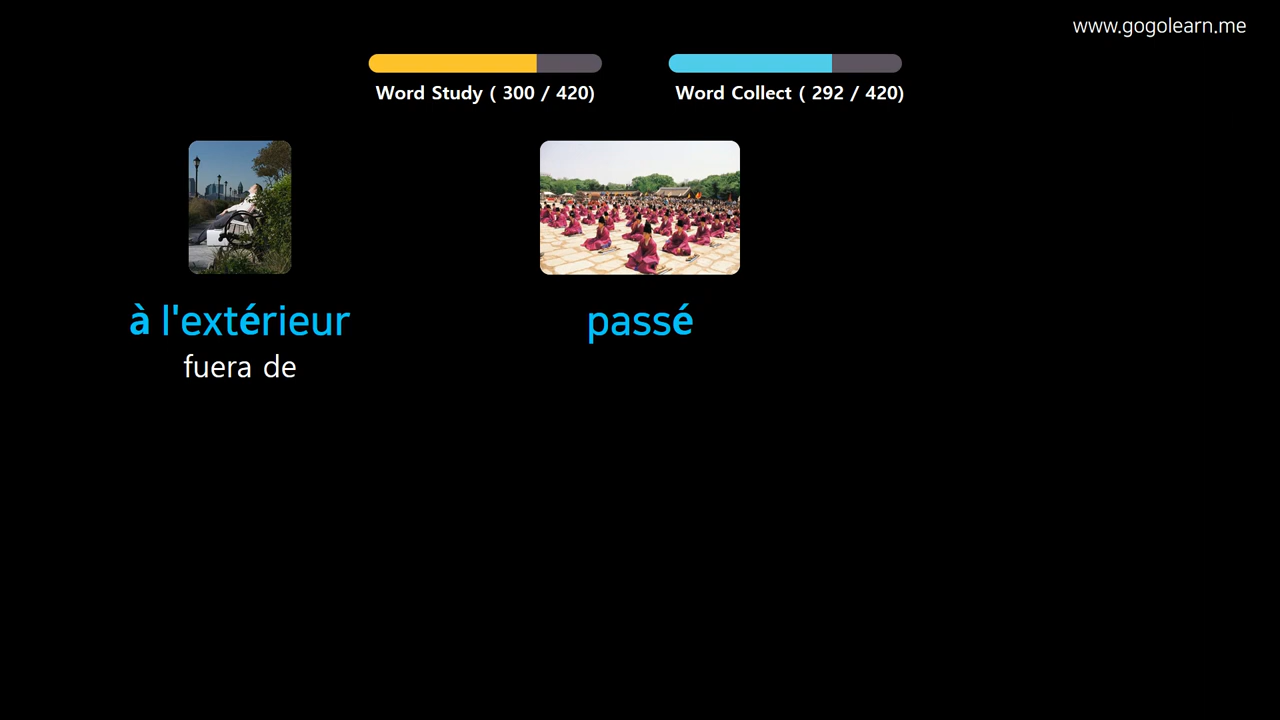 www.gogolearn.me
Word Study ( 300 / 420)
Word Collect ( 292 / 420)
à l'extérieur
fuera de
passé